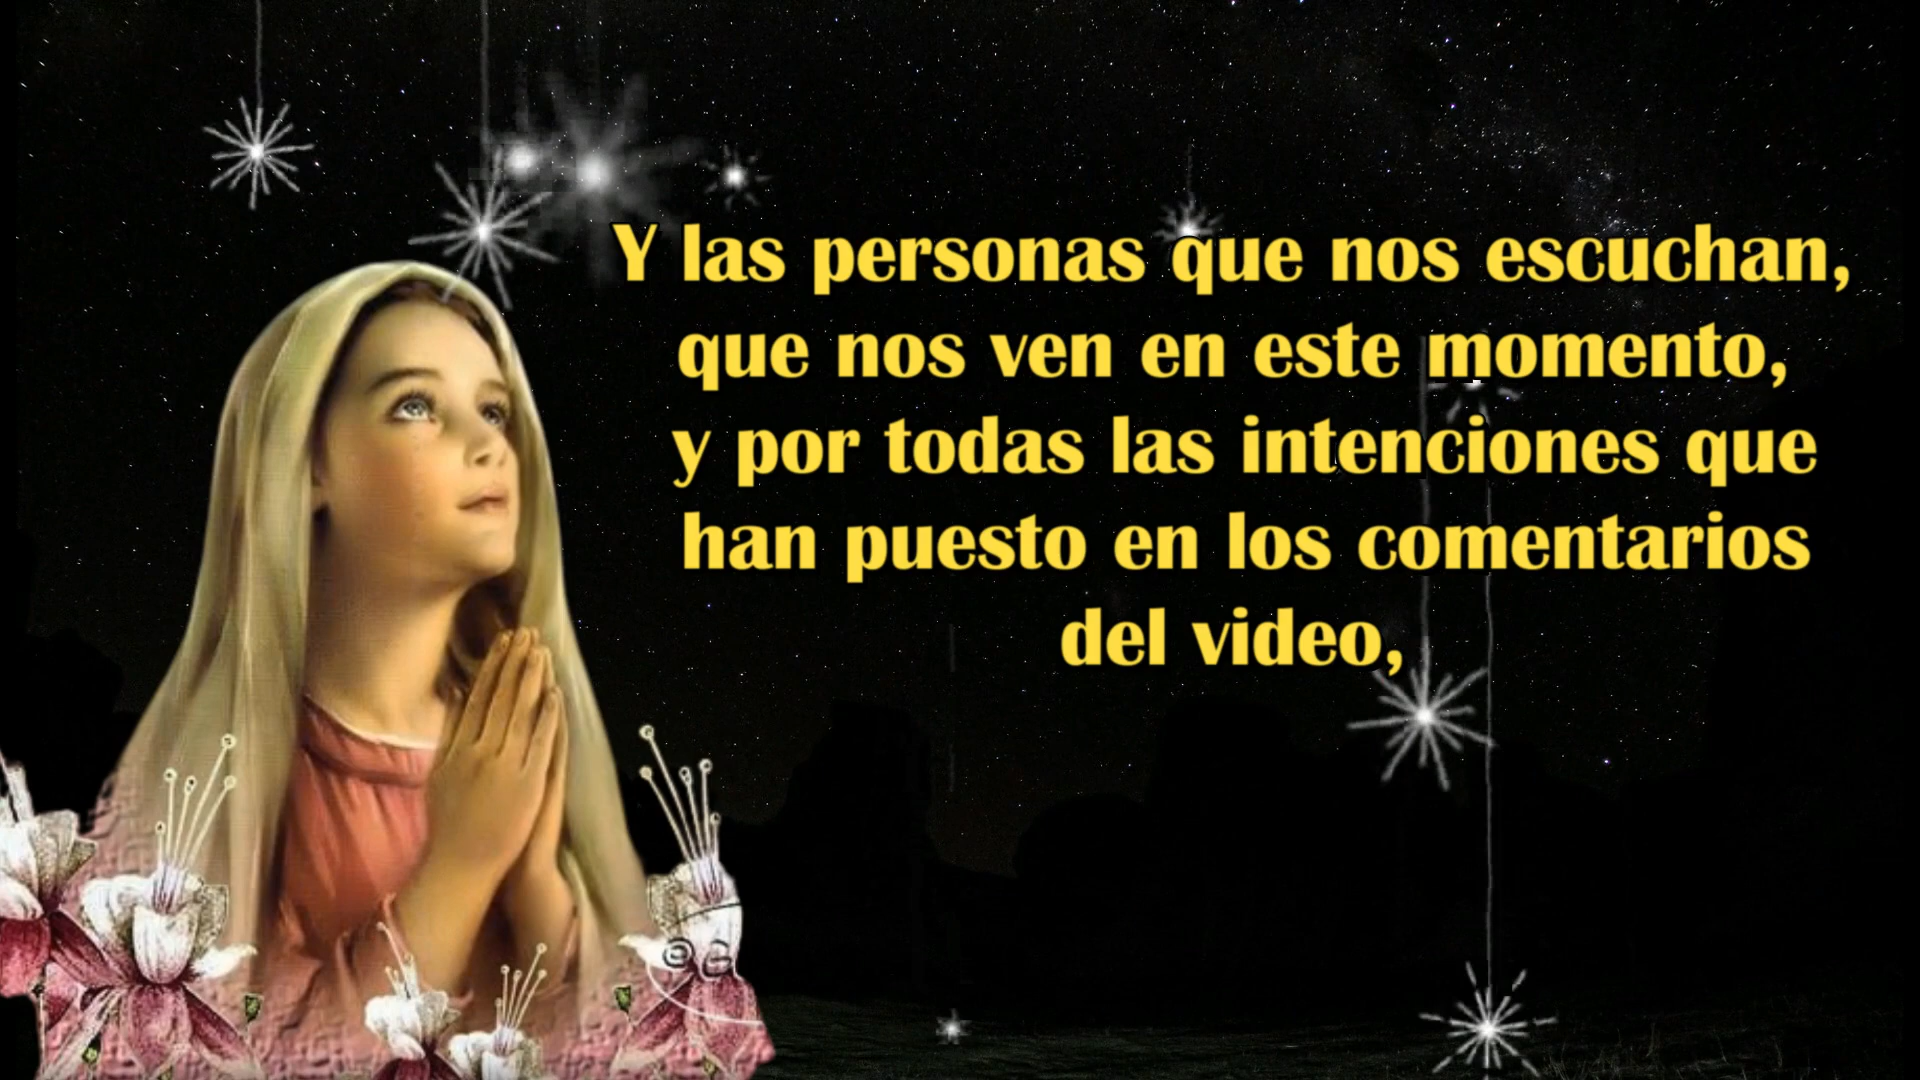 Y las personas que nos escuchan,
que nos ven en este momento,
y por todas las intenciones que
han puesto en los comentarios
del video,
©G